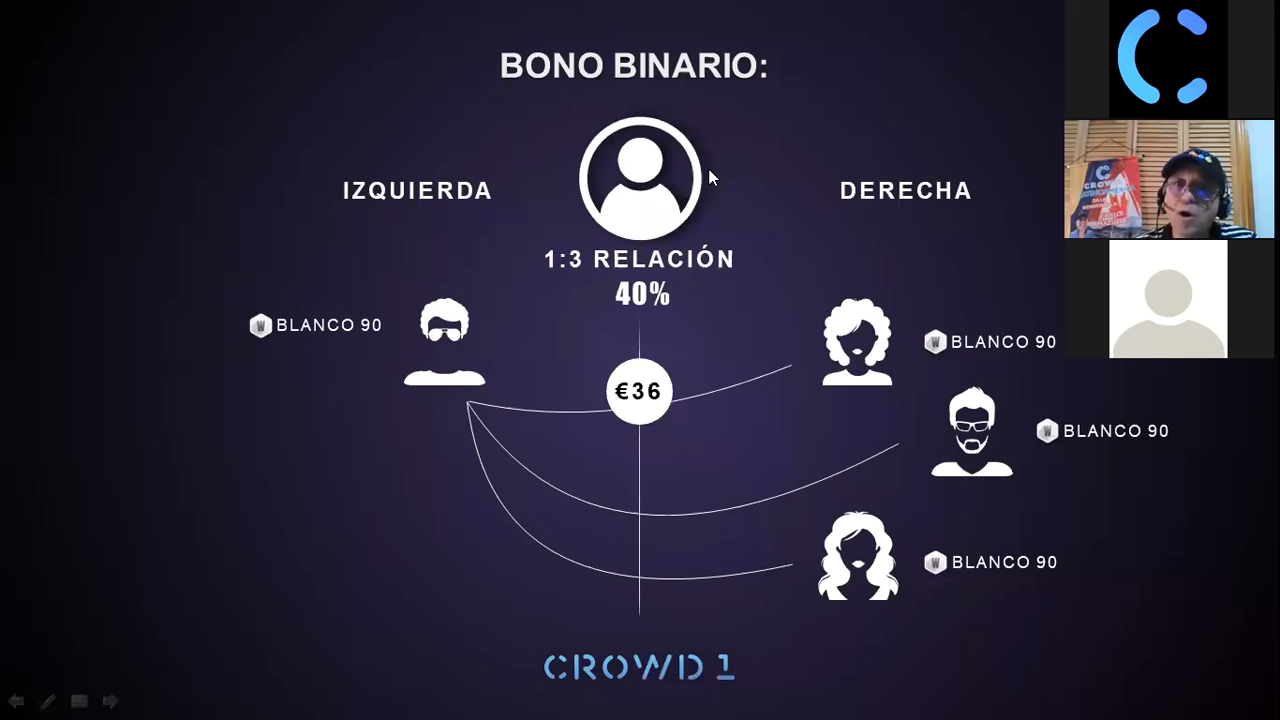 BONO BINARIO:
IZQUIERDA
DERECHA
1:3 RELACIÓN
40%
W BLANCO 90
W BLANCO 90
€36
W BLANCO 90
W BLANCO 90
CROWD 1